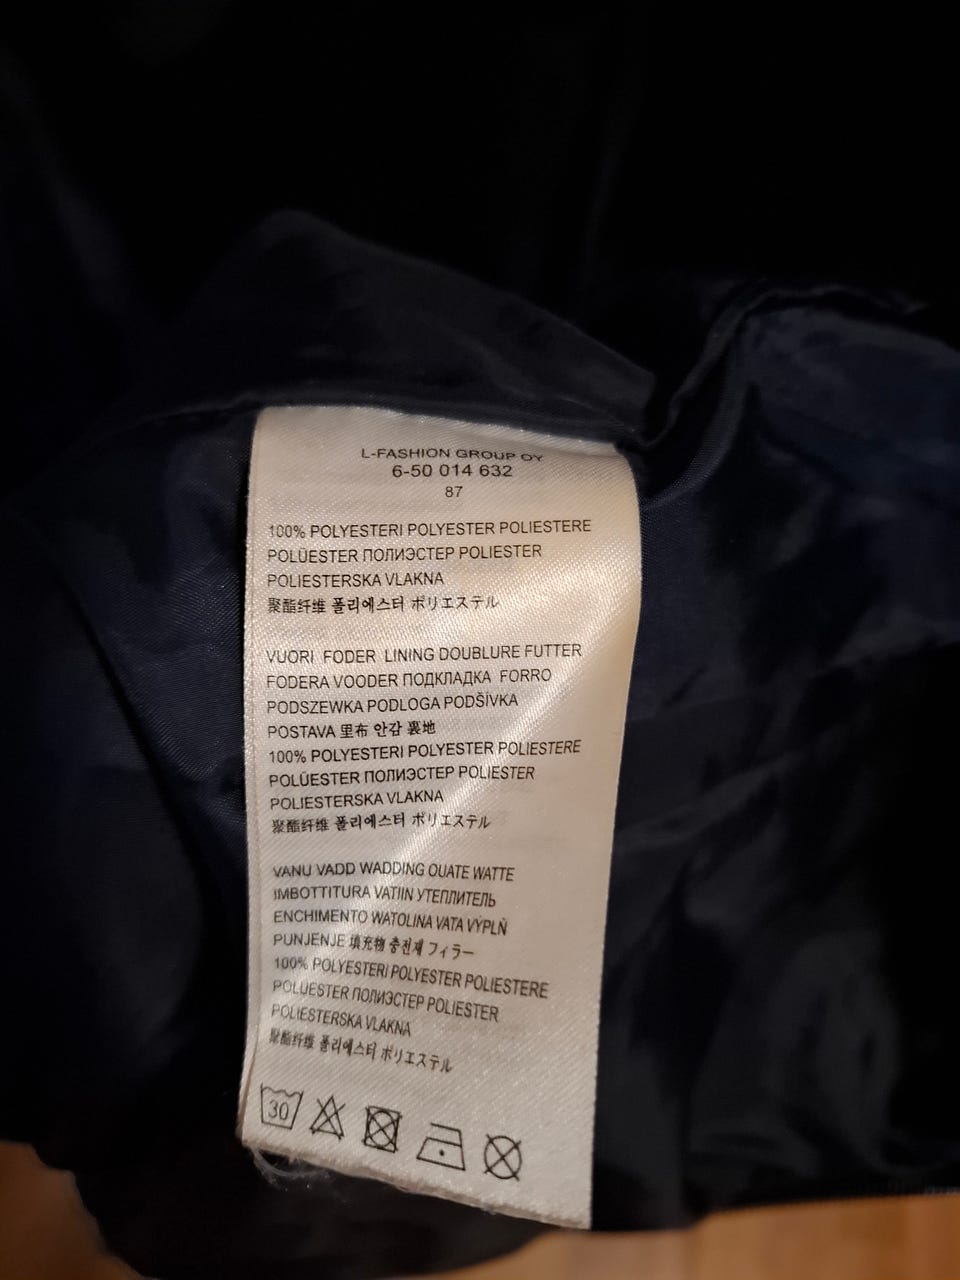 L-FASHION GROUP OY
6-50 014 632
87
100% POLYESTERI POLYESTER POLIESTERE
POLÜESTER ПОЛИЭСТЕР POLIESTER
POLIESTERSKA VLAKNA
聚酯纤维 폴리에스터 ポリエステル
VUORI FODER LINING DOUBLURE FUTTER
FODERA VOODER ПОДКЛАДКА FORRO
PODSZEWKA PODLOGA PODŠÍVKA
POSTAVA 里布 안감 裏地
100% POLYESTERI POLYESTER POLIESTERE
POLÜESTER ПОЛИЭСТЕР POLIESTER
POLIESTERSKA VLAKNA
聚酯纤维 폴리에스터 ポリエステル
VANU VADD WADDING OUATE WATTE
IMBOTTITURA VATIIN УТЕПЛИТЕЛЬ
ENCHIMENTO WATOLINA VATA VÝPLŇ
PUNJENJE 填充物 충전재 フィラー
100% POLYESTERI POLYESTER POLIESTERE
POLÜESTER ПОЛИЭСТЕР POLIESTER
POLIESTERSKA VLAKNA
聚酯纤维 폴리에스터 ポリエステル
30